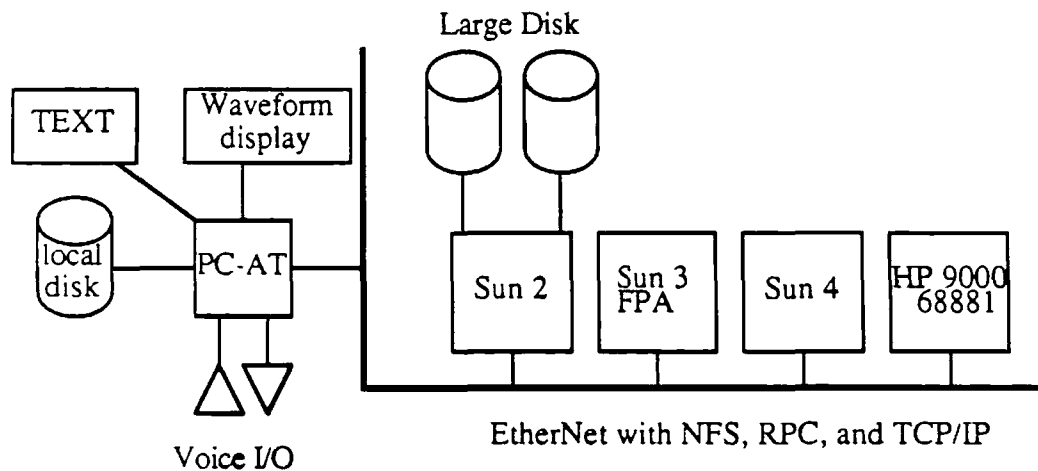 Large Disk
TEXT
Waveform
display
local
disk
PC-AT
Sun 2
Sun 3
FPA
Sun 4
HP 9000
68881
Voice I/O
EtherNet with NFS, RPC, and TCP/IP